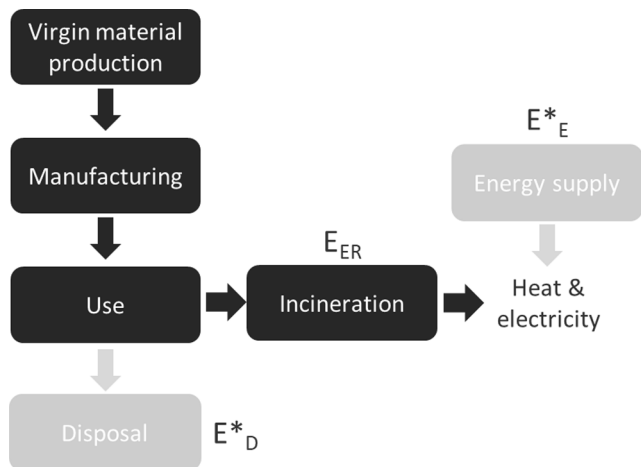 Virgin material
production
Manufacturing
E*E
Energy supply
EER
Use
Incineration
Heat &
electricity
Disposal
E*D